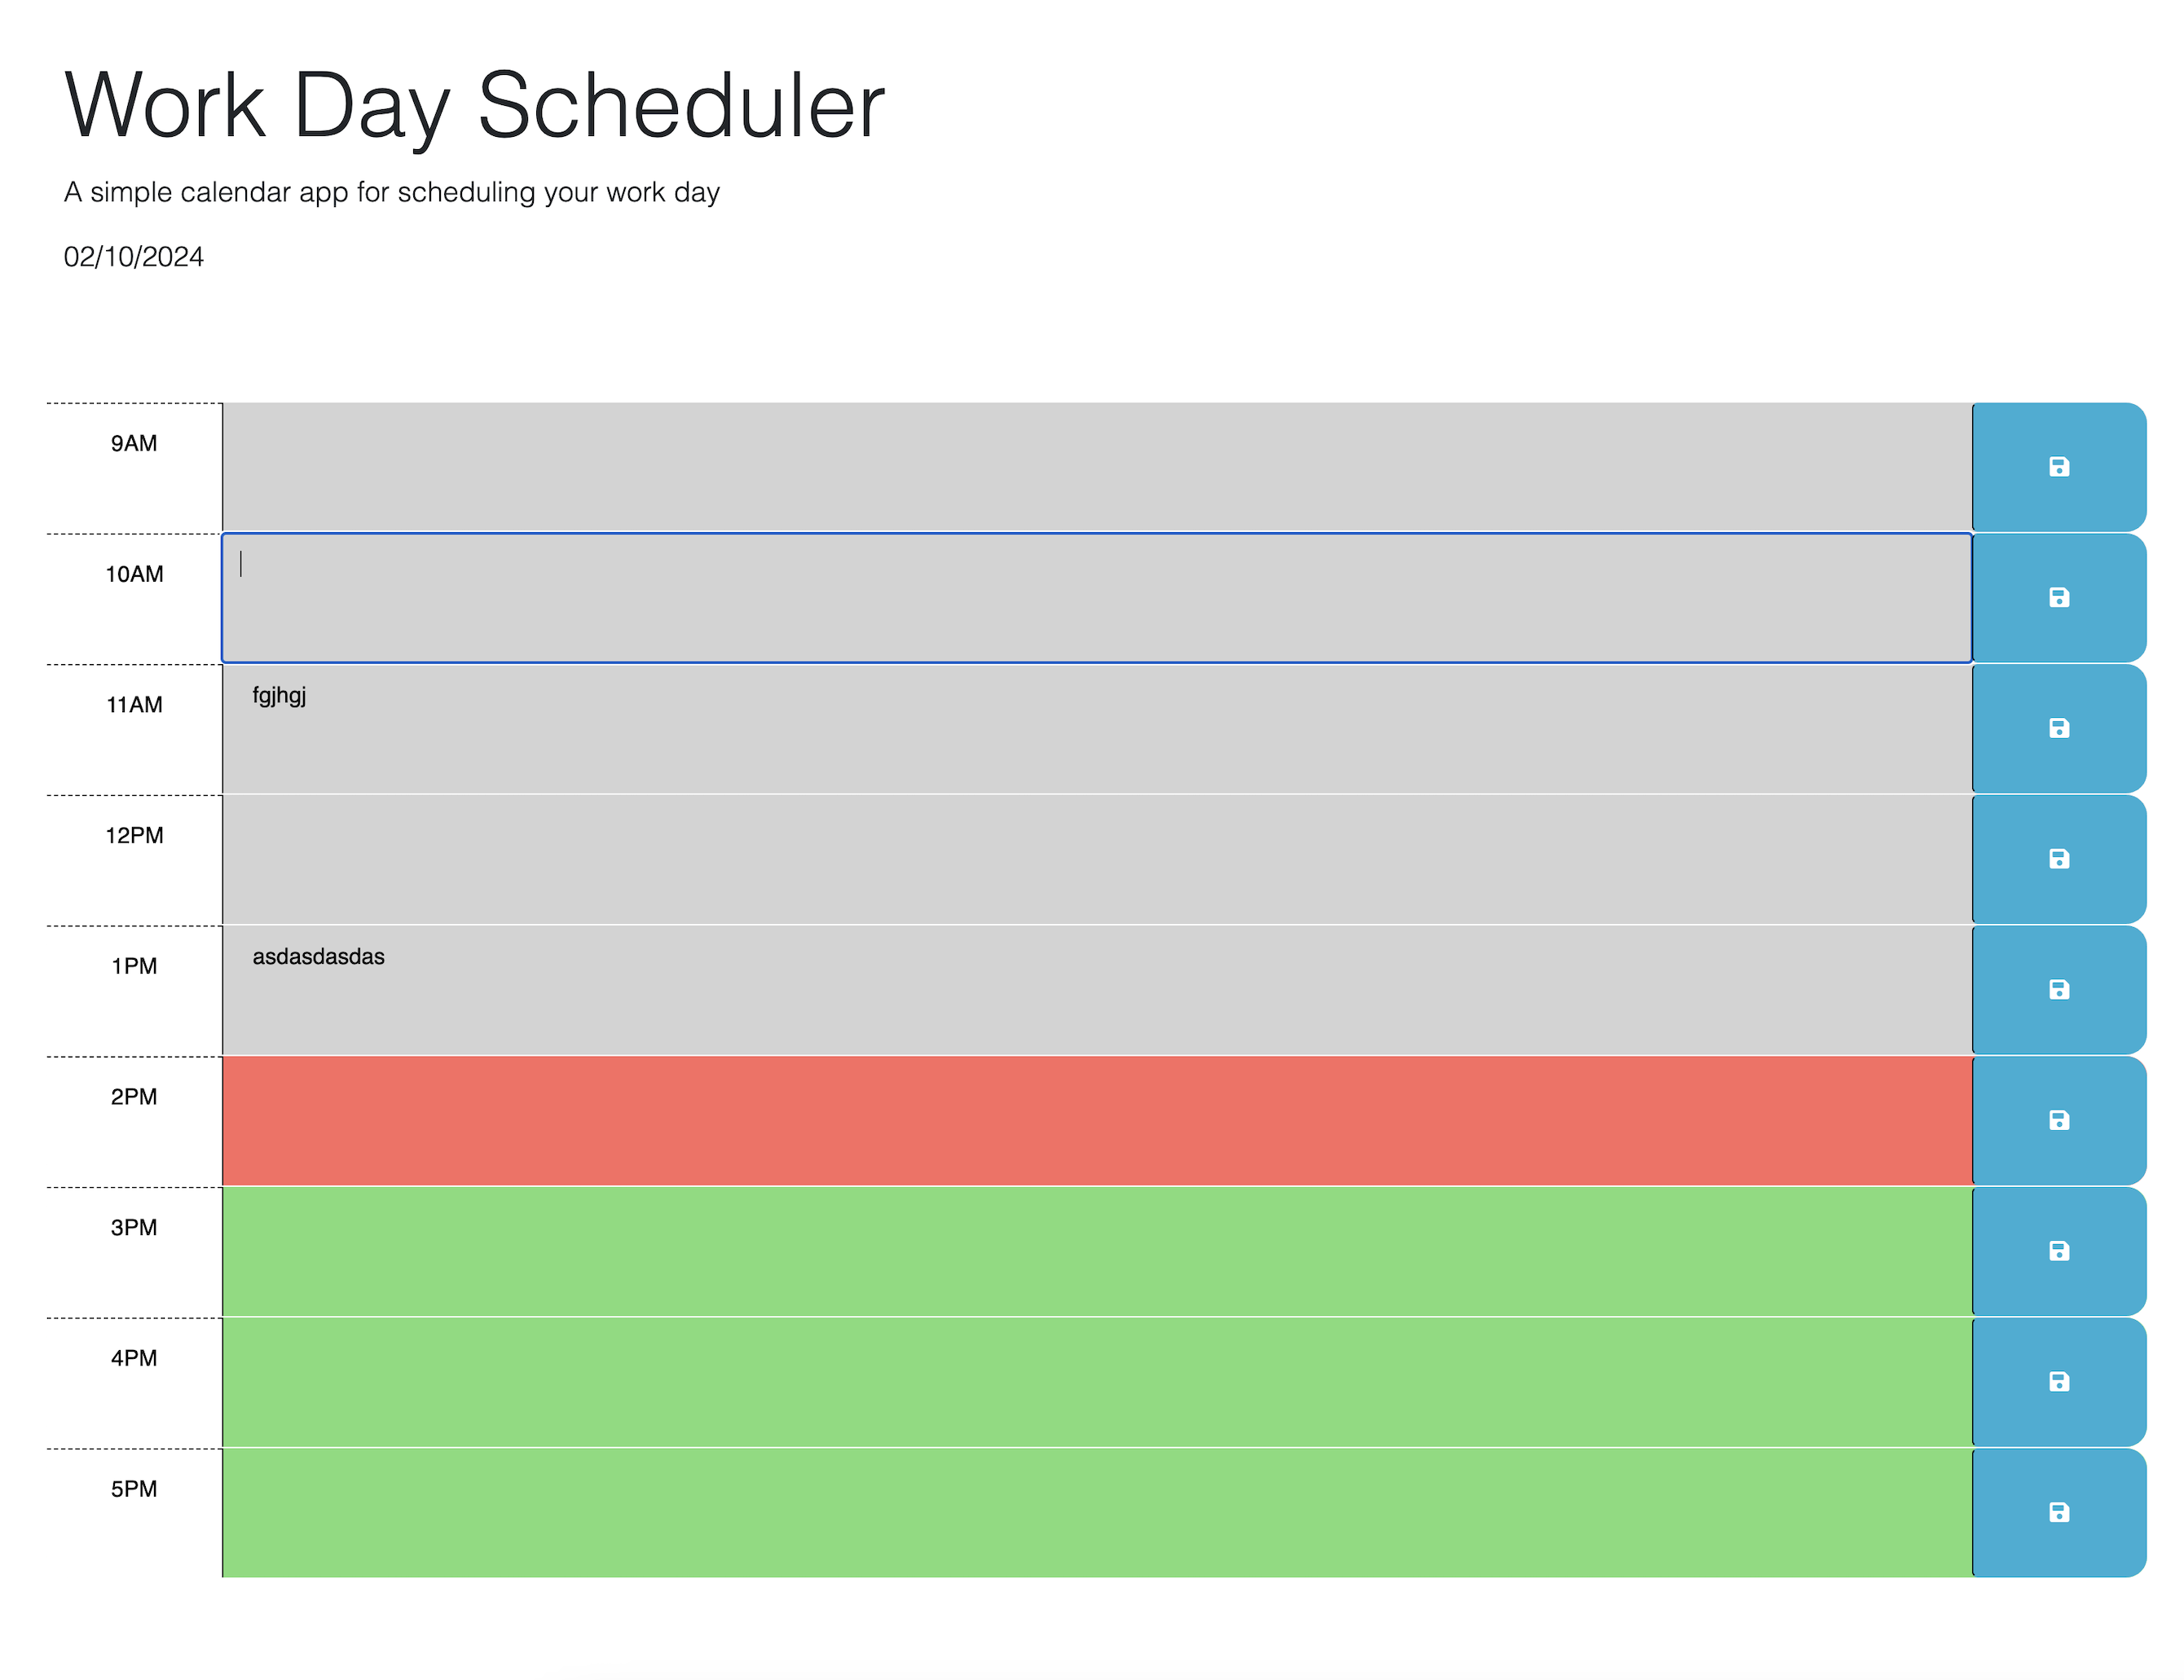 Work Day Scheduler
A simple calendar app for scheduling your work day
02/10/2024
9AM
10AM
11AM
fgjhgj
12PM
1PM
asdasdasdas
2PM
3PM
4PM
5PM